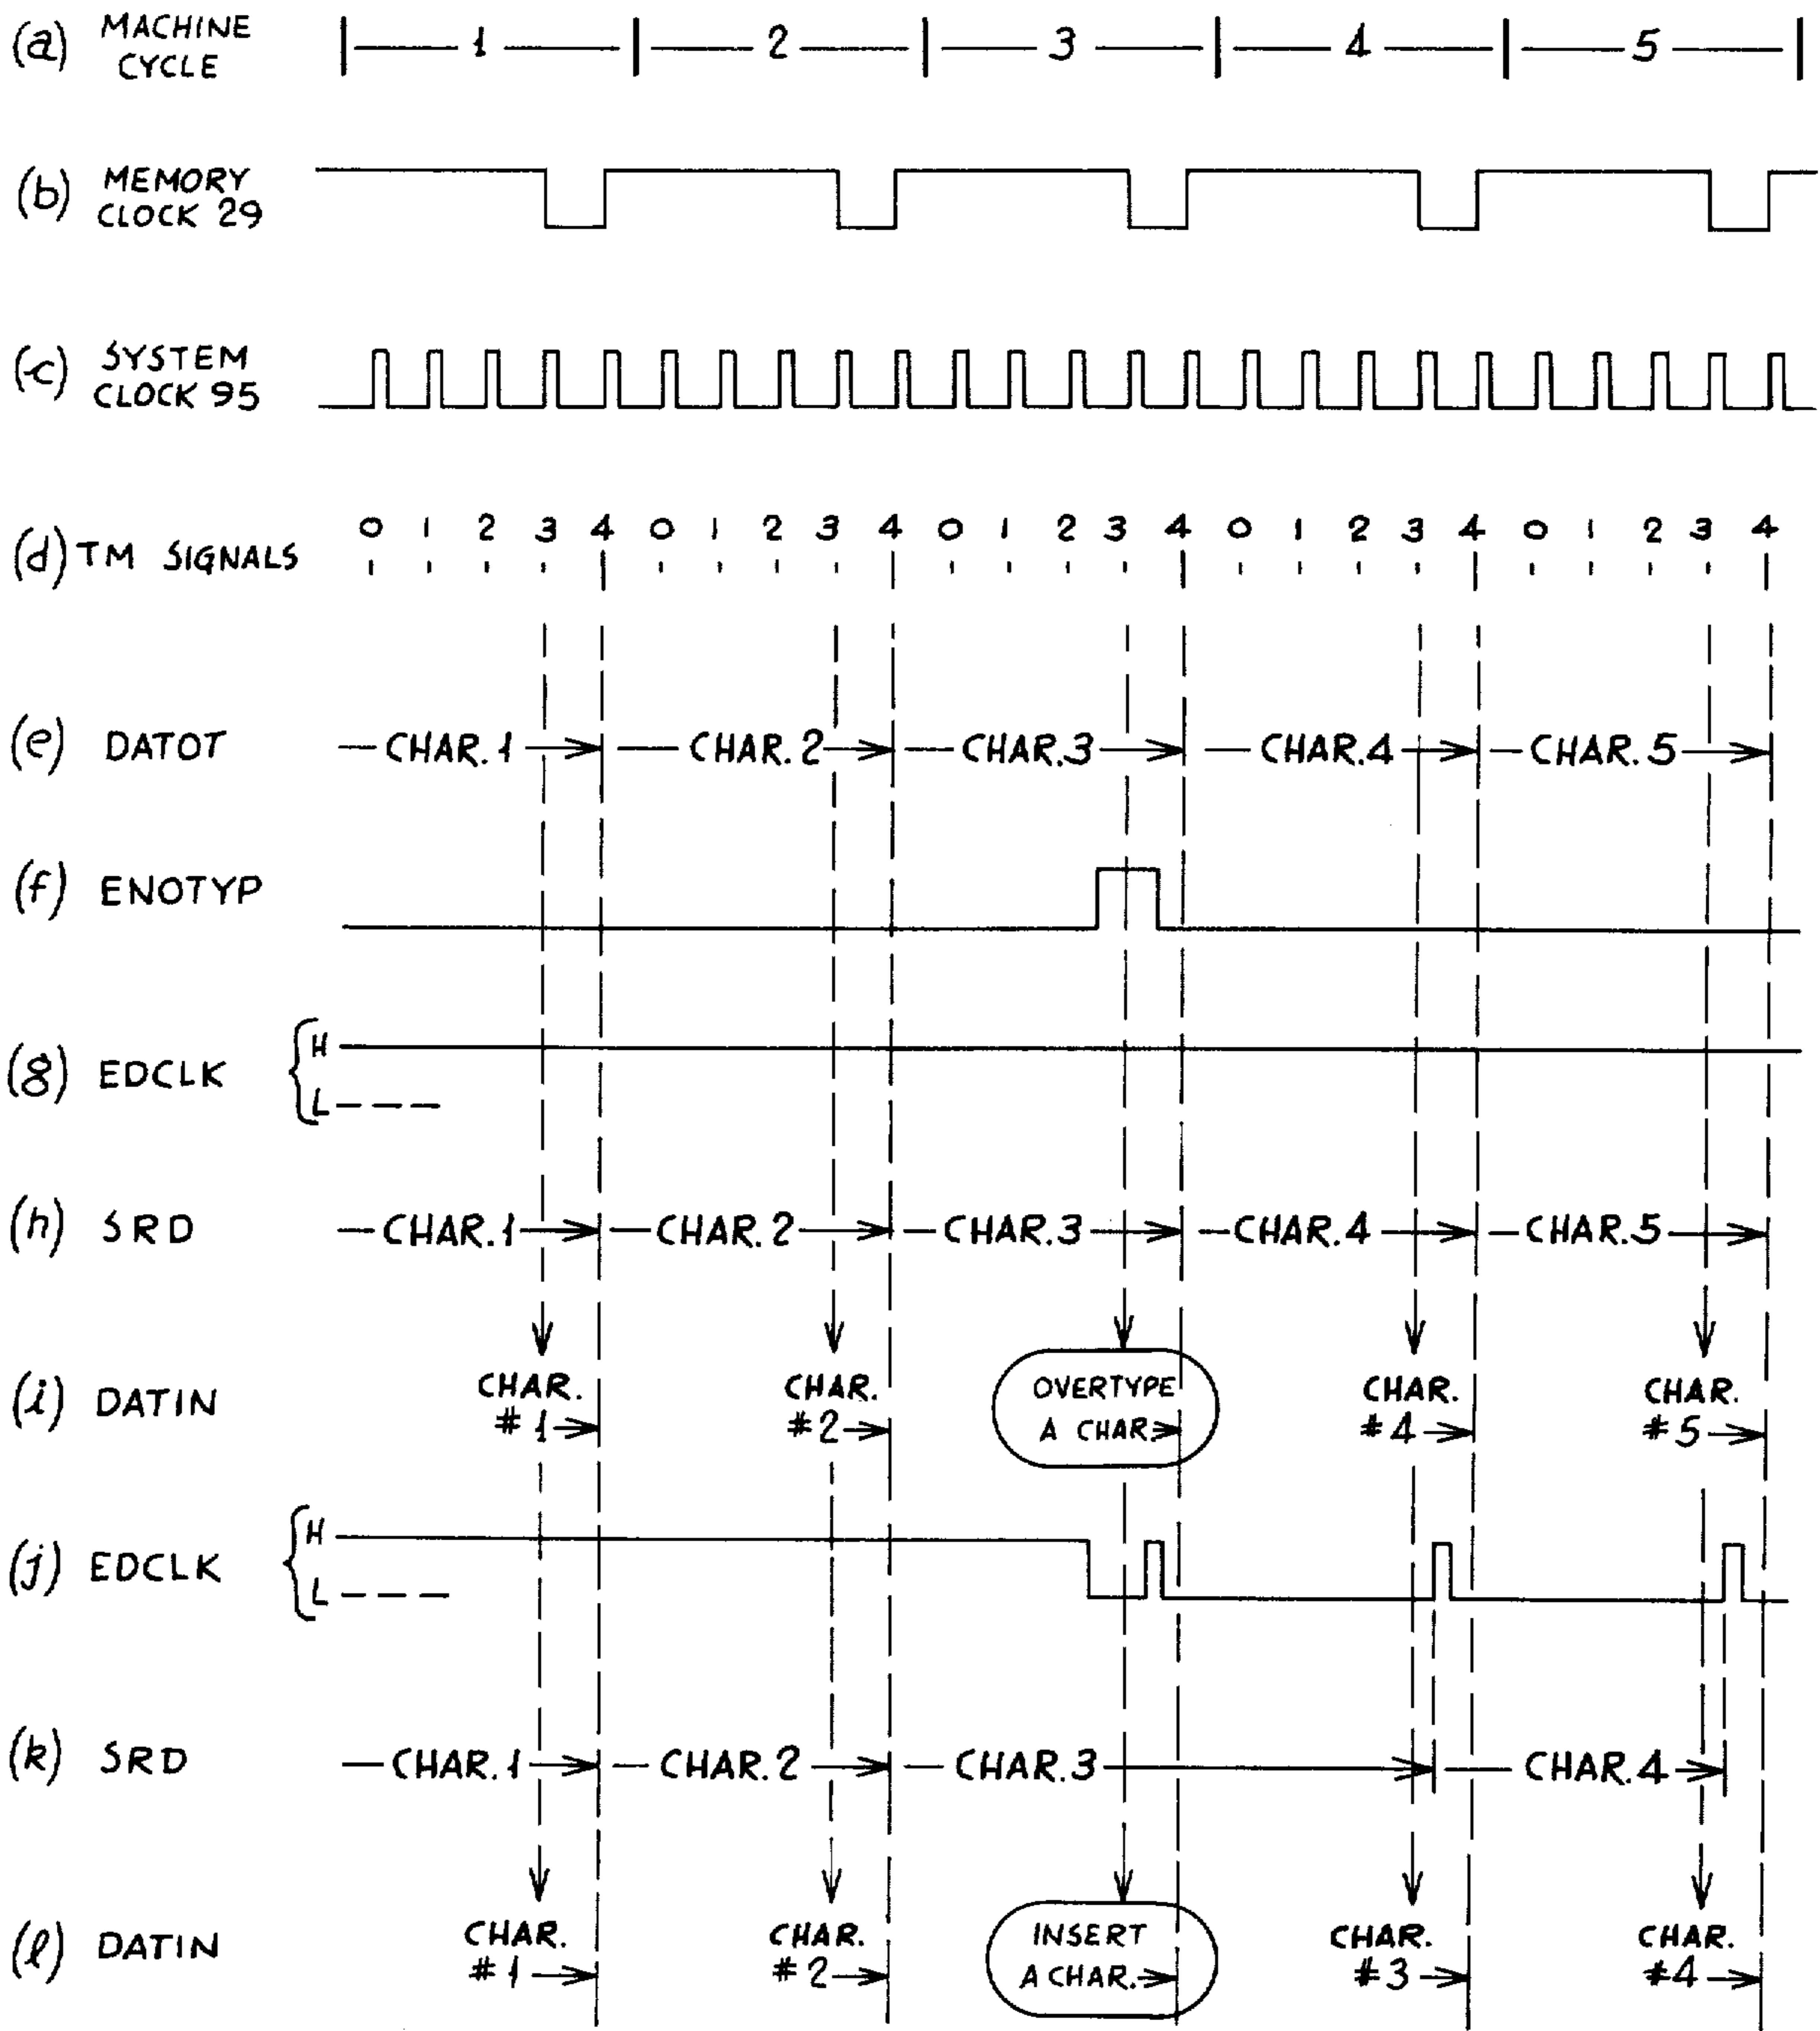 (a) MACHINE CYCLE 1 2 3 4 5
(b) MEMORY CLOCK 29
(c) SYSTEM CLOCK 95
(d) TM SIGNALS 0 1 2 3 4 0 1 2 3 4 0 1 2 3 4 0 1 2 3 4 0 1 2 3 4
(e) DATOT CHAR.1 CHAR.2 CHAR.3 CHAR.4 CHAR.5
(f) ENOTYP
(g) EDCLK H L
(h) SRD CHAR.1 CHAR.2 CHAR.3 CHAR.4 CHAR.5
(i) DATIN CHAR. #1 CHAR. #2 OVERTYPE A CHAR. CHAR. #4 CHAR. #5
(j) EDCLK H L
(k) SRD CHAR.1 CHAR.2 CHAR.3 CHAR.4
(l) DATIN CHAR. #1 CHAR. #2 INSERT A CHAR. CHAR. #3 CHAR. #4